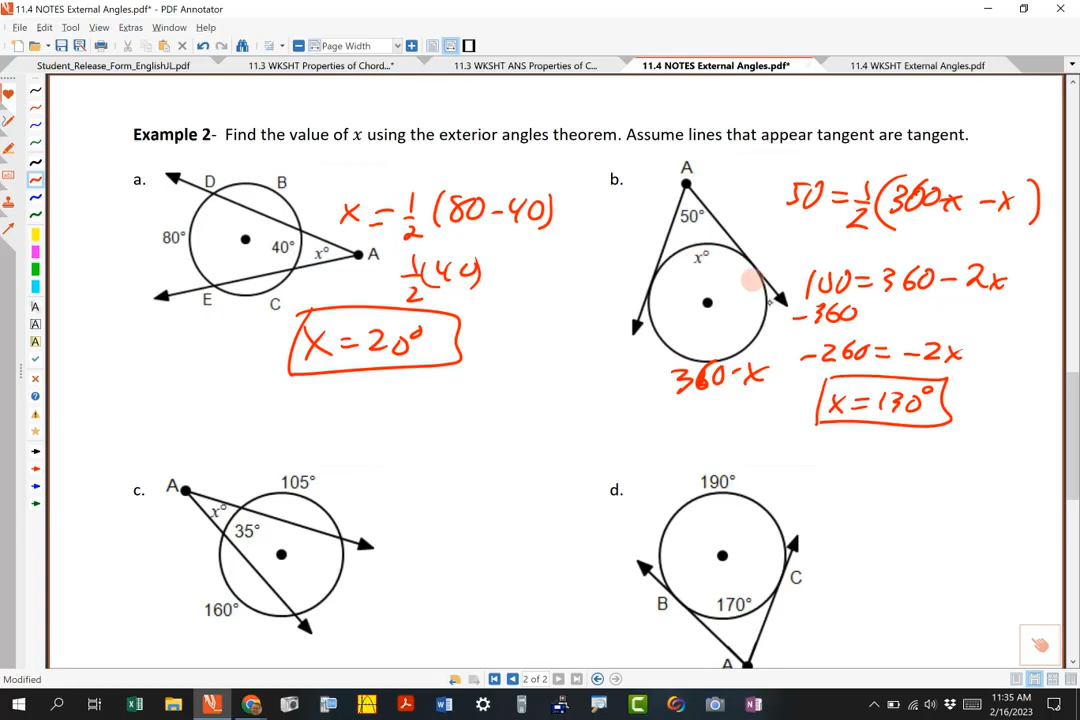 11.4 NOTES External Angles.pdf* - PDF Annotator
File Edit Tool View Extras Window Help
Page Width
Student_Release_Form_EnglishJL.pdf 11.3 WKSHT Properties of Chord...* 11.3 WKSHT ANS Properties of C... 11.4 NOTES External Angles.pdf* 11.4 WKSHT External Angles.pdf
Example 2- Find the value of x using the exterior angles theorem. Assume lines that appear tangent are tangent.
a.
D B
80° 40° x° A
E C
x = 1/2 (80-40)
1/2(40)
x = 20°
b.
A
50°
x°
360-x
50 = 1/2(360-x - x)
100 = 360 - 2x
-360
-260 = -2x
x = 130°
c.
A 105°
x°
35°
160°
d.
190°
B 170° C
A
Modified 2 of 2
11:35 AM
2/16/2023